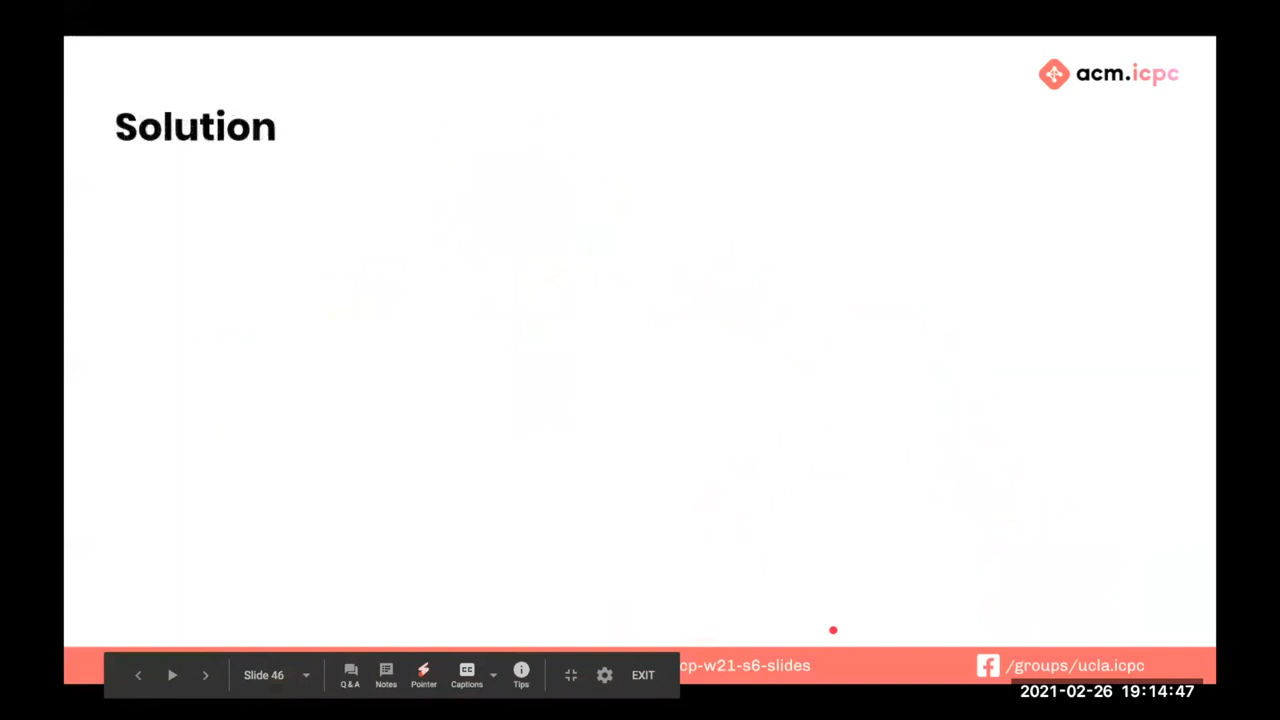 acm.icpc
Solution
cp-w21-s6-slides
/groups/ucla.icpc
Slide 46
Q & A
Notes
Pointer
Captions
Tips
EXIT
2021-02-26 19:14:47